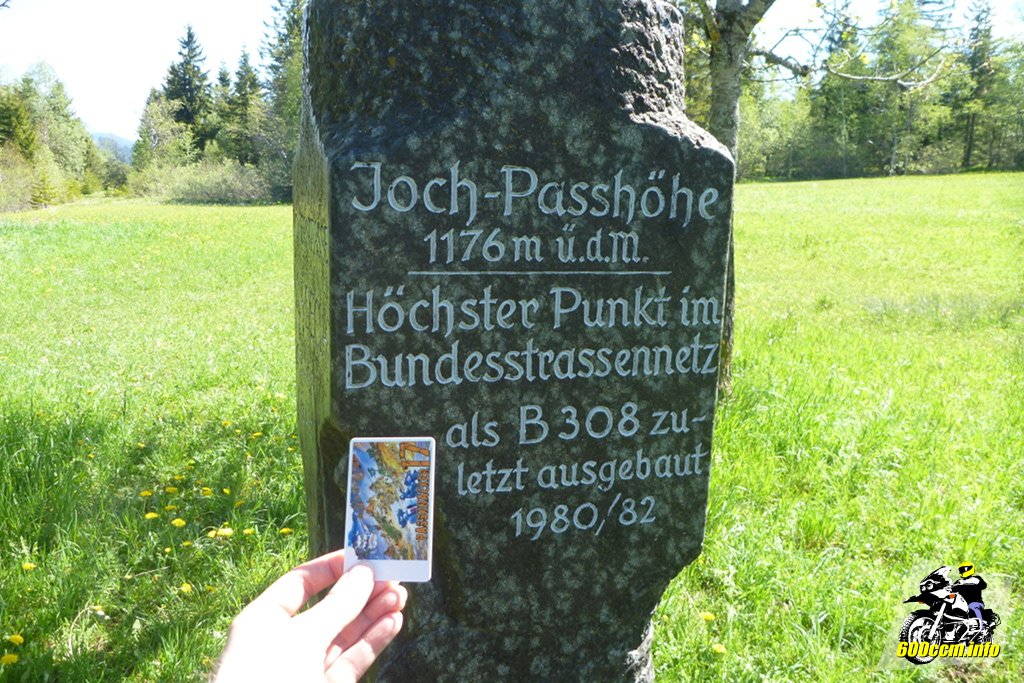 Joch-Passhöhe
1176 m ü.d.M.
Höchster Punkt im
Bundesstrassennetz
als B 308 zu-
letzt ausgebaut
1980/82
600ccm.info